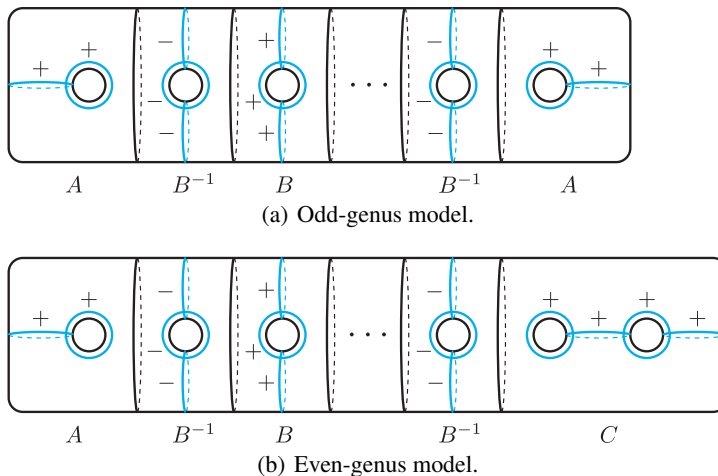 + + − + − + +
· · ·
− + −
− + −
A B⁻¹ B B⁻¹ A
(a) Odd-genus model.
+ + − + − + + + +
· · ·
− + −
− + −
A B⁻¹ B B⁻¹ C
(b) Even-genus model.